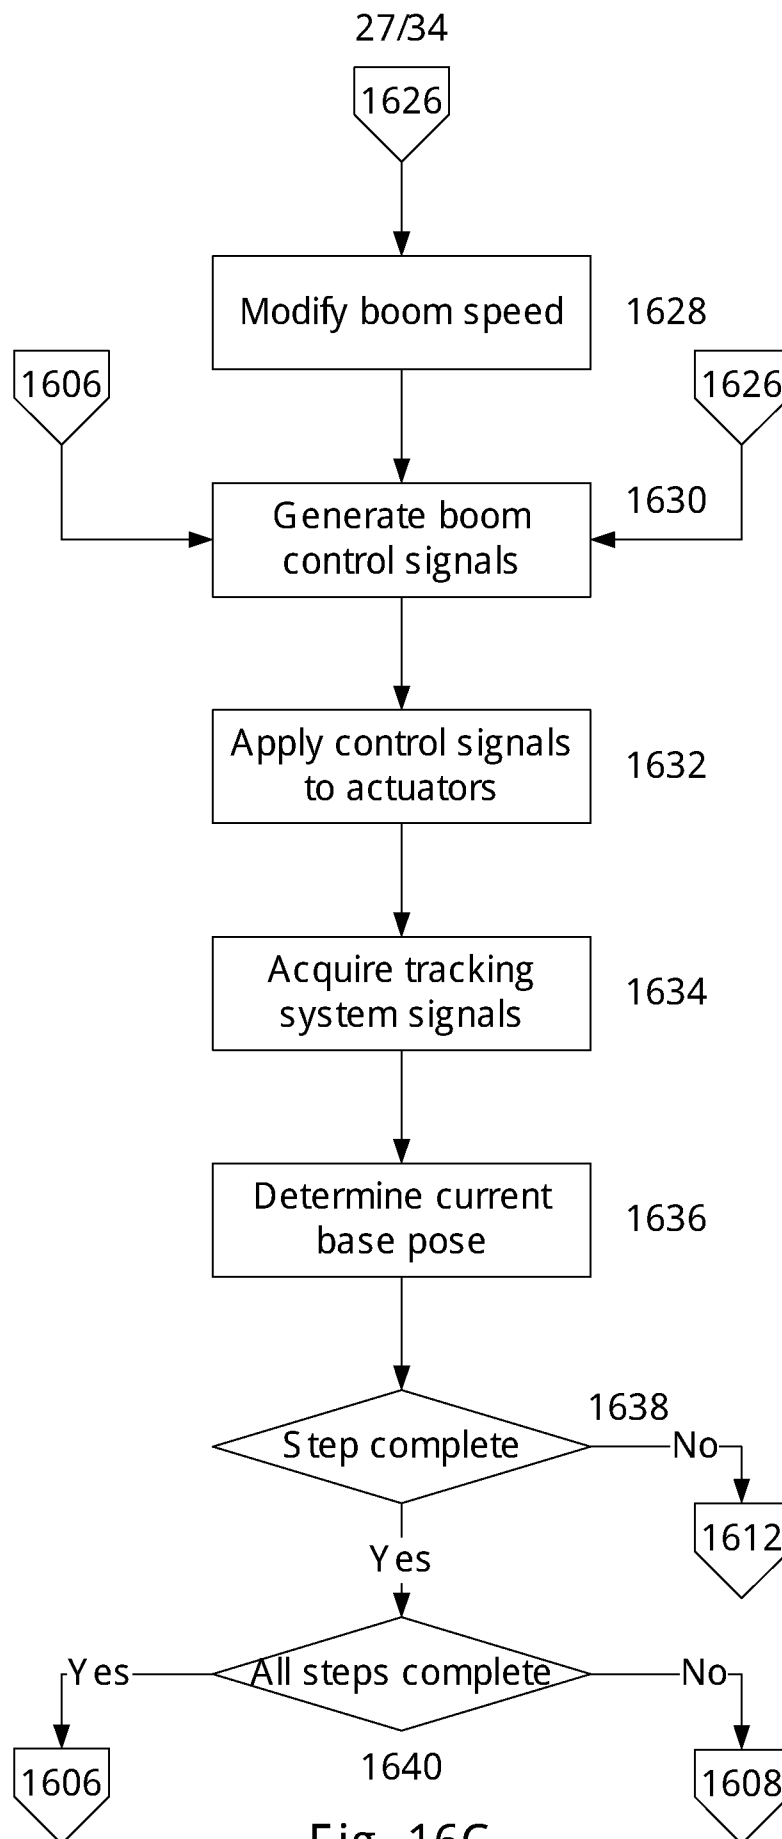 27/34
1626
Modify boom speed
1628
1606
1626
Generate boom
control signals
1630
Apply control signals
to actuators
1632
Acquire tracking
system signals
1634
Determine current
base pose
1636
Step complete
1638
No
1612
Yes
All steps complete
Yes
No
1606
1640
1608
Fig. 16C